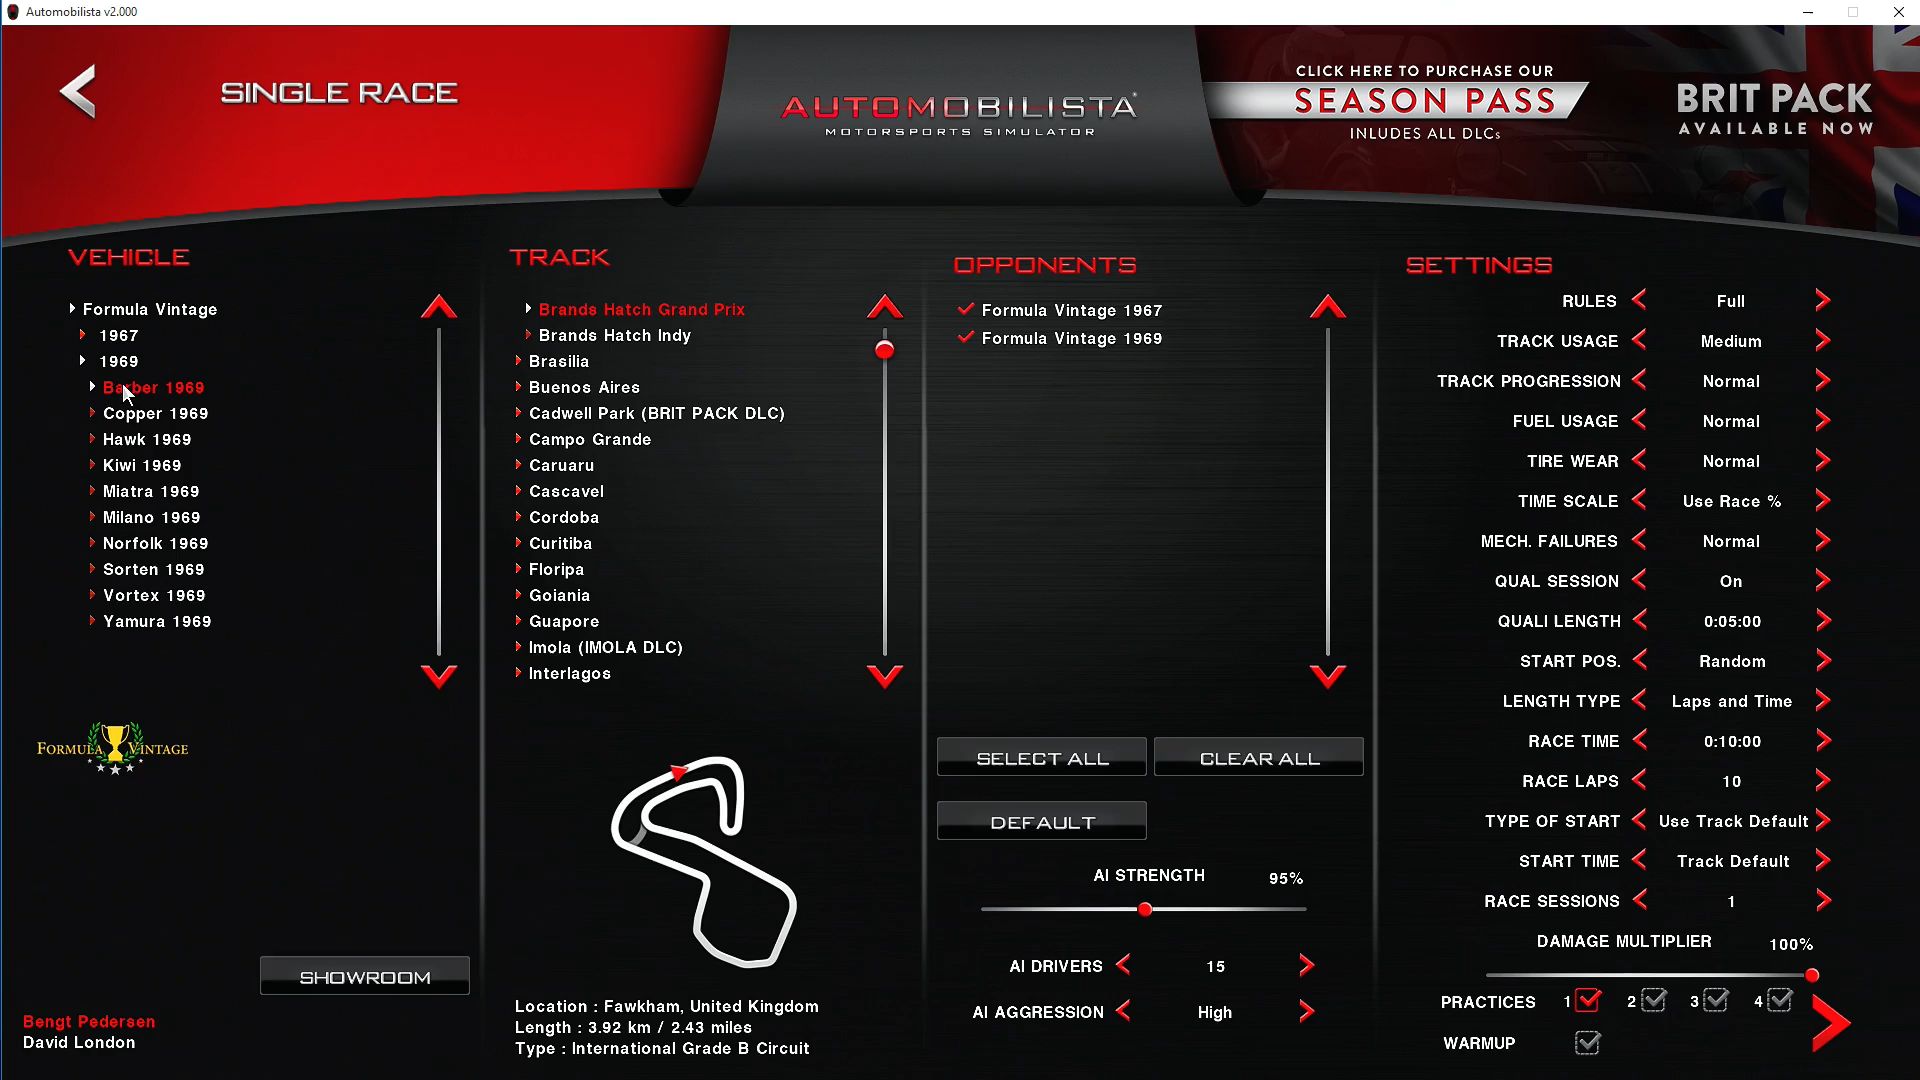 Automobilista v2.000
SINGLE RACE
AUTOMOBILISTA
MOTORSPORTS SIMULATOR
CLICK HERE TO PURCHASE OUR
SEASON PASS
INLUDES ALL DLCs
BRIT PACK
AVAILABLE NOW
VEHICLE
Formula Vintage
1967
1969
Barber 1969
Copper 1969
Hawk 1969
Kiwi 1969
Miatra 1969
Milano 1969
Norfolk 1969
Sorten 1969
Vortex 1969
Yamura 1969
FORMULA VINTAGE
SHOWROOM
Bengt Pedersen
David London
TRACK
Brands Hatch Grand Prix
Brands Hatch Indy
Brasilia
Buenos Aires
Cadwell Park (BRIT PACK DLC)
Campo Grande
Caruaru
Cascavel
Cordoba
Curitiba
Floripa
Goiania
Guapore
Imola (IMOLA DLC)
Interlagos
Location : Fawkham, United Kingdom
Length : 3.92 km / 2.43 miles
Type : International Grade B Circuit
OPPONENTS
Formula Vintage 1967
Formula Vintage 1969
SELECT ALL CLEAR ALL
DEFAULT
AI STRENGTH 95%
AI DRIVERS 15
AI AGGRESSION High
SETTINGS
RULES Full
TRACK USAGE Medium
TRACK PROGRESSION Normal
FUEL USAGE Normal
TIRE WEAR Normal
TIME SCALE Use Race %
MECH. FAILURES Normal
QUAL SESSION On
QUALI LENGTH 0:05:00
START POS. Random
LENGTH TYPE Laps and Time
RACE TIME 0:10:00
RACE LAPS 10
TYPE OF START Use Track Default
START TIME Track Default
RACE SESSIONS 1
DAMAGE MULTIPLIER 100%
PRACTICES 1 2 3 4
WARMUP